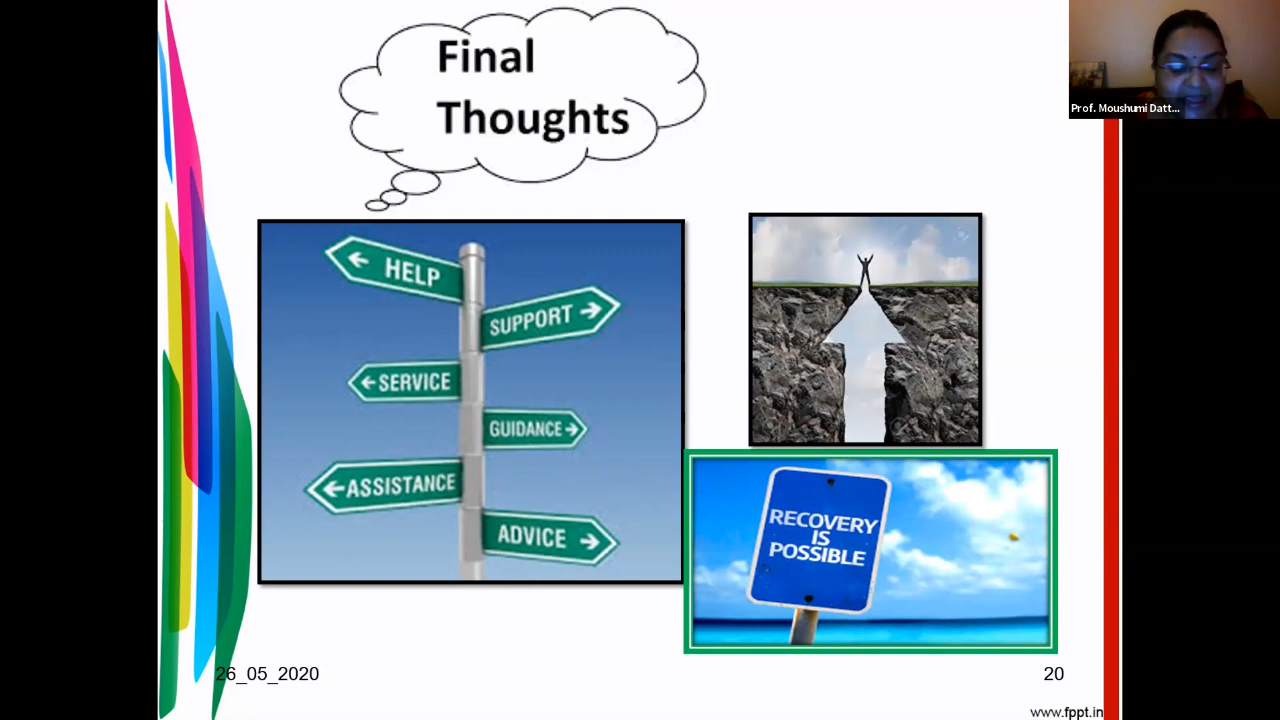 Final
Thoughts
Prof. Moushumi Datt...
HELP
SUPPORT
SERVICE
GUIDANCE
ASSISTANCE
ADVICE
RECOVERY
IS
POSSIBLE
26_05_2020
20
www.fppt.in